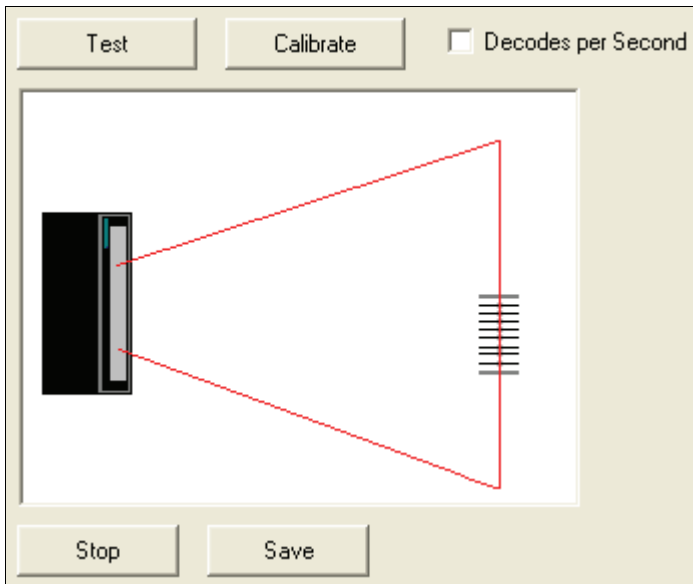 Test
Calibrate
Decodes per Second
Stop
Save